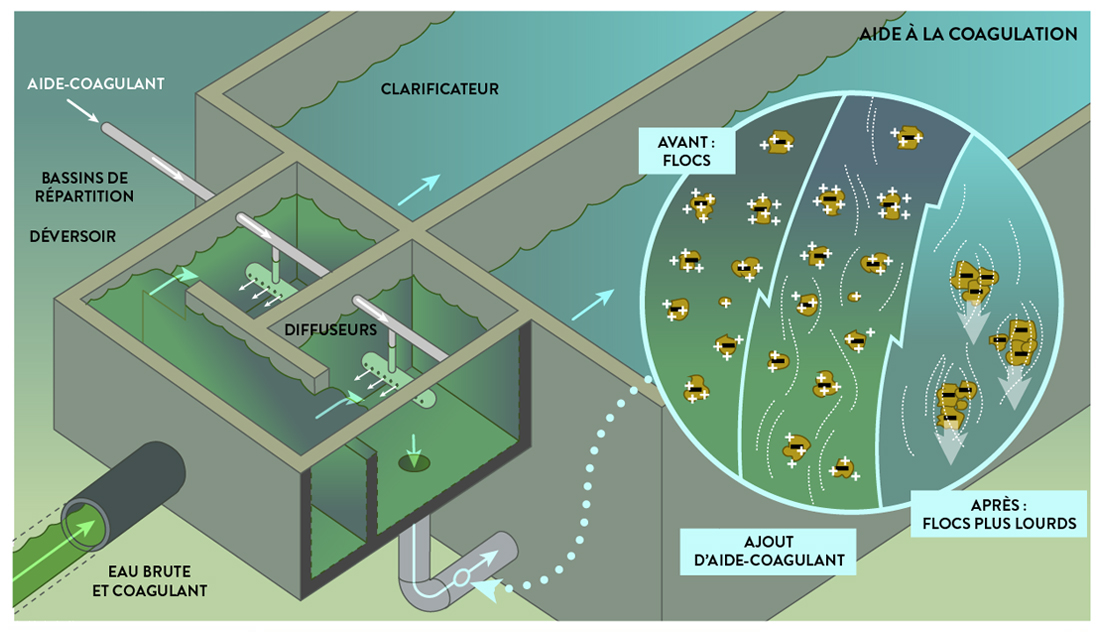 AIDE À LA COAGULATION
AIDE-COAGULANT
CLARIFICATEUR
AVANT :
FLOCS
BASSINS DE
RÉPARTITION
DÉVERSOIR
DIFFUSEURS
APRÈS :
FLOCS PLUS LOURDS
AJOUT
D'AIDE-COAGULANT
EAU BRUTE
ET COAGULANT